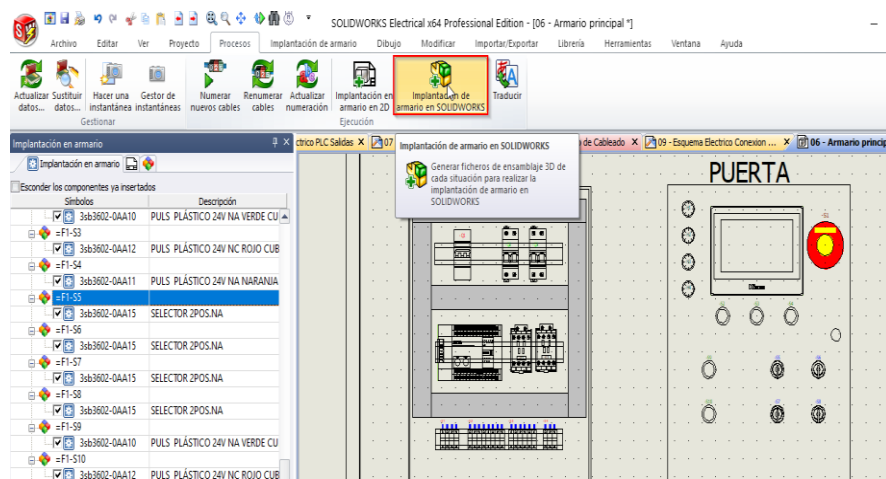 SOLIDWORKS Electrical x64 Professional Edition - [06 - Armario principal *]
Archivo Editar Ver Proyecto Procesos Implantación de armario Dibujo Modificar Importar/Exportar Librería Herramientas Ventana Ayuda
Actualizar Sustituir Hacer una Gestor de Numerar Renumerar Actualizar Implantación en Implantación de Traducir
datos... datos... instantánea instantáneas nuevos cables cables numeración armario en 2D armario en SOLIDWORKS
Gestionar Ejecución
Implantación en armario
ctrico PLC Salidas X 07
de Cableado X 09 - Esquema Electrico Conexion ... X 06 - Armario princip
Implantación de armario en SOLIDWORKS
Generar ficheros de ensamblaje 3D de
cada situación para realizar la
implantación de armario en
SOLIDWORKS
Implantación en armario
Esconder los componentes ya insertados
Símbolos Descripción
3sb3602-0AA10 PULS PLÁSTICO 24V NA VERDE CU
=F1-S3
3sb3602-0AA12 PULS PLÁSTICO 24V NC ROJO CUB
=F1-S4
3sb3602-0AA11 PULS PLÁSTICO 24V NA NARANJA
=F1-S5
3sb3602-0AA15 SELECTOR 2POS.NA
=F1-S6
3sb3602-0AA15 SELECTOR 2POS.NA
=F1-S7
3sb3602-0AA15 SELECTOR 2POS.NA
=F1-S8
3sb3602-0AA15 SELECTOR 2POS.NA
=F1-S9
3sb3602-0AA10 PULS PLÁSTICO 24V NA VERDE CU
=F1-S10
3sb3602-0AA12 PULS PLÁSTICO 24V NC ROJO CUB
PUERTA